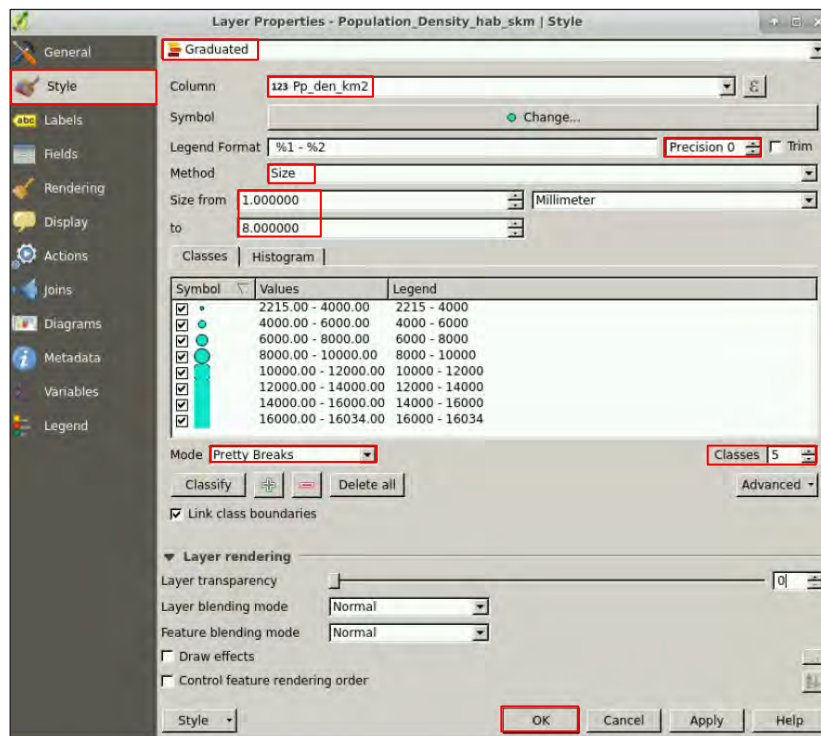 Layer Properties - Population_Density_hab_skm | Style
General
Style
Labels
Fields
Rendering
Display
Actions
Joins
Diagrams
Metadata
Variables
Legend
Graduated
Column 123 Pp_den_km2 ε
Symbol Change...
Legend Format %1 - %2 Precision 0 Trim
Method Size
Size from 1.000000 Millimeter
to 8.000000
Classes Histogram
Symbol Values Legend
2215.00 - 4000.00 2215 - 4000
4000.00 - 6000.00 4000 - 6000
6000.00 - 8000.00 6000 - 8000
8000.00 - 10000.00 8000 - 10000
10000.00 - 12000.00 10000 - 12000
12000.00 - 14000.00 12000 - 14000
14000.00 - 16000.00 14000 - 16000
16000.00 - 16034.00 16000 - 16034
Mode Pretty Breaks Classes 5
Classify Delete all Advanced
Link class boundaries
Layer rendering
Layer transparency 0
Layer blending mode Normal
Feature blending mode Normal
Draw effects ...
Control feature rendering order
Style OK Cancel Apply Help
abc